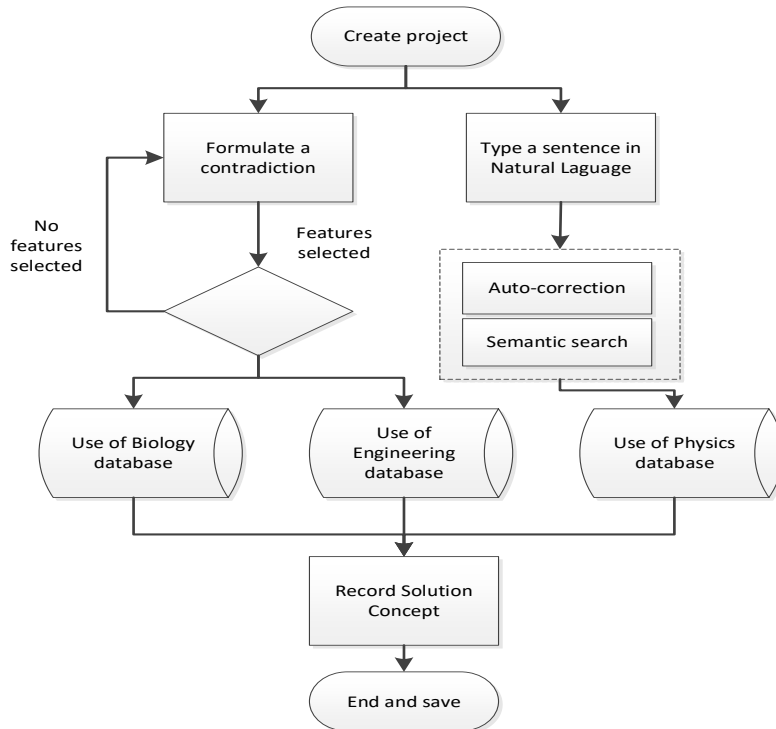 Create project
Formulate a
contradiction
Type a sentence in
Natural Laguage
No
features
selected
Features
selected
Auto-correction
Semantic search
Use of Biology
database
Use of
Engineering
database
Use of Physics
database
Record Solution
Concept
End and save